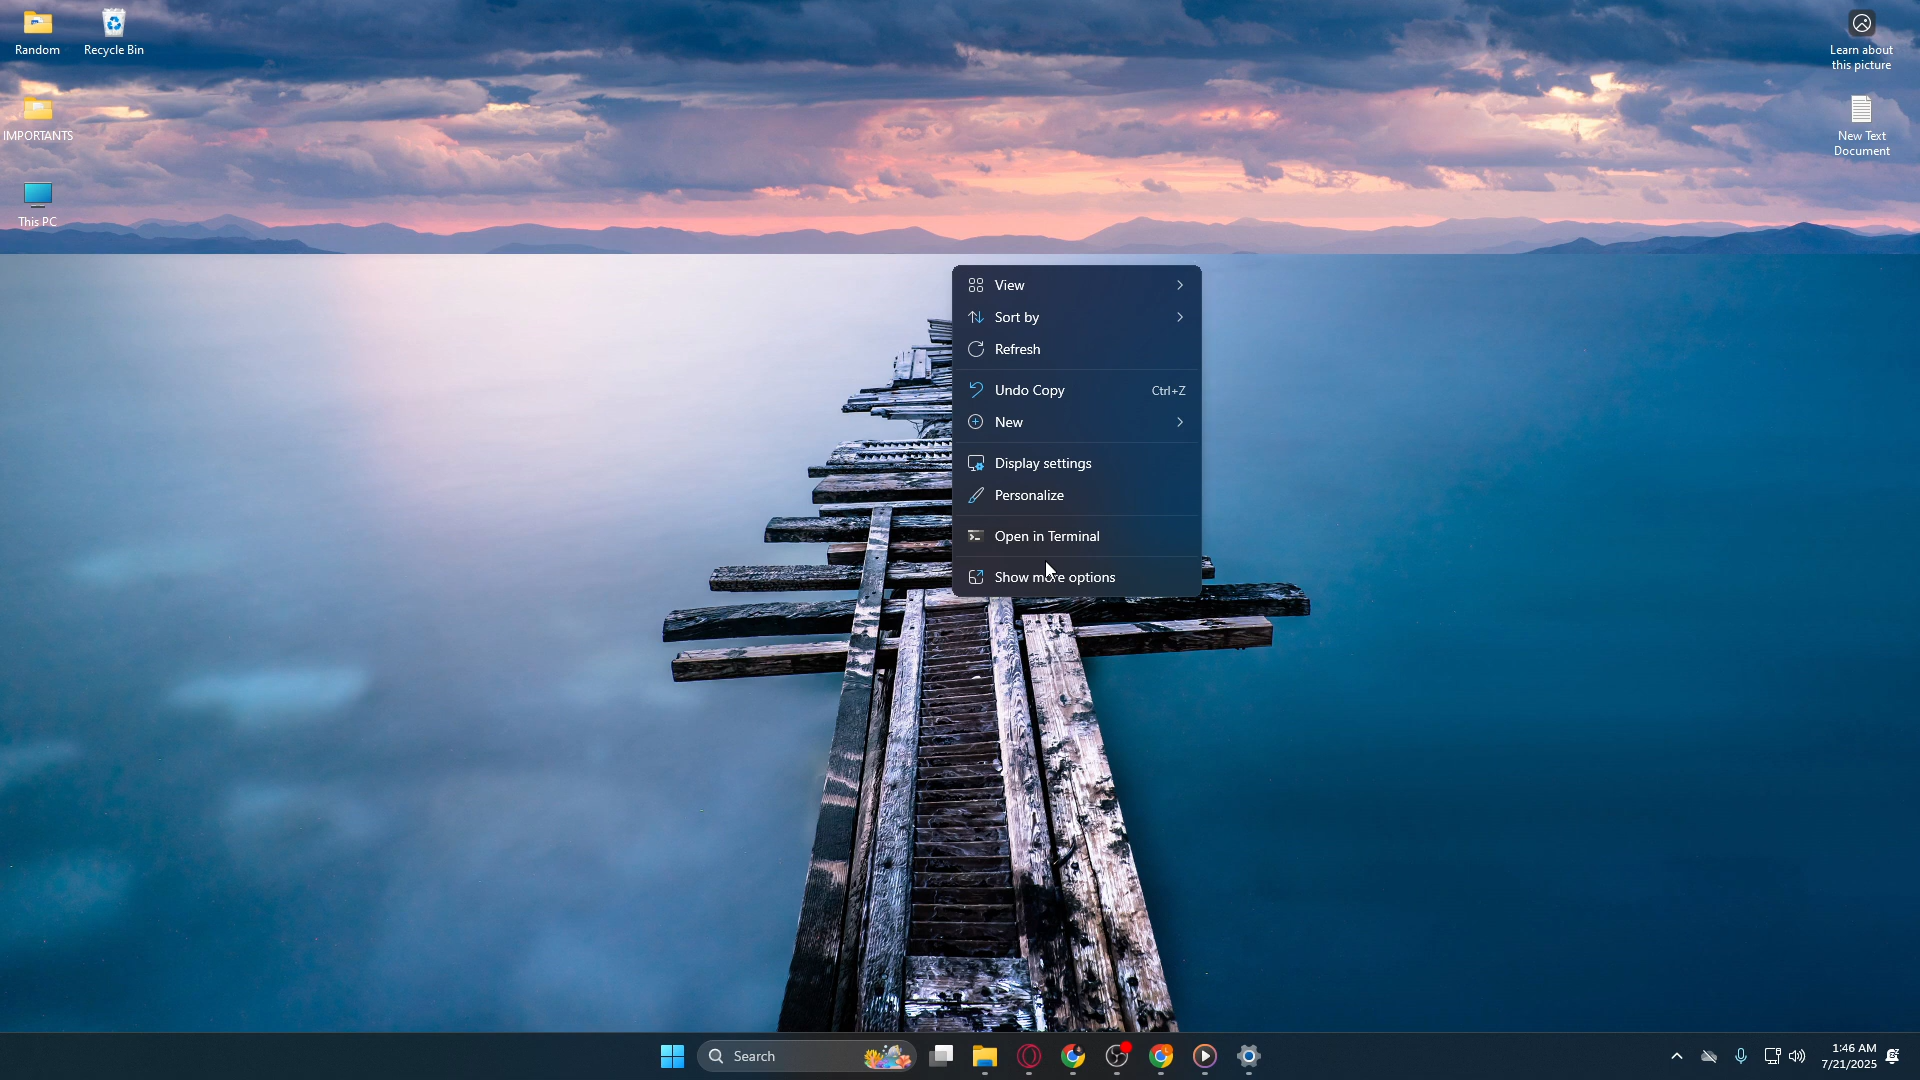 Random
Recycle Bin
IMPORTANTS
This PC
Learn about
this picture
New Text
Document
View
Sort by
Refresh
Undo Copy Ctrl+Z
New
Display settings
Personalize
Open in Terminal
Show more options
Search
1:46 AM
7/21/2025